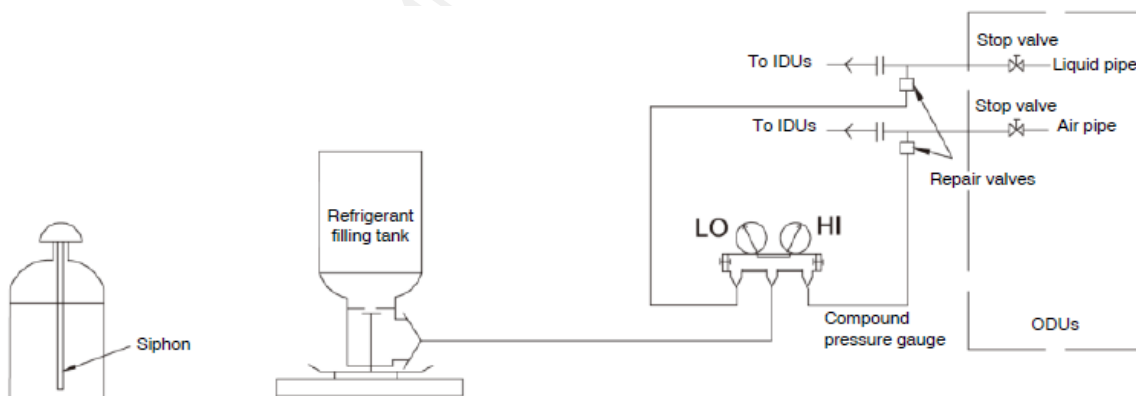 Stop valve
To IDUs
Liquid pipe
Stop valve
To IDUs
Air pipe
Repair valves
Refrigerant
filling tank
LO
HI
Siphon
Compound
pressure gauge
ODUs